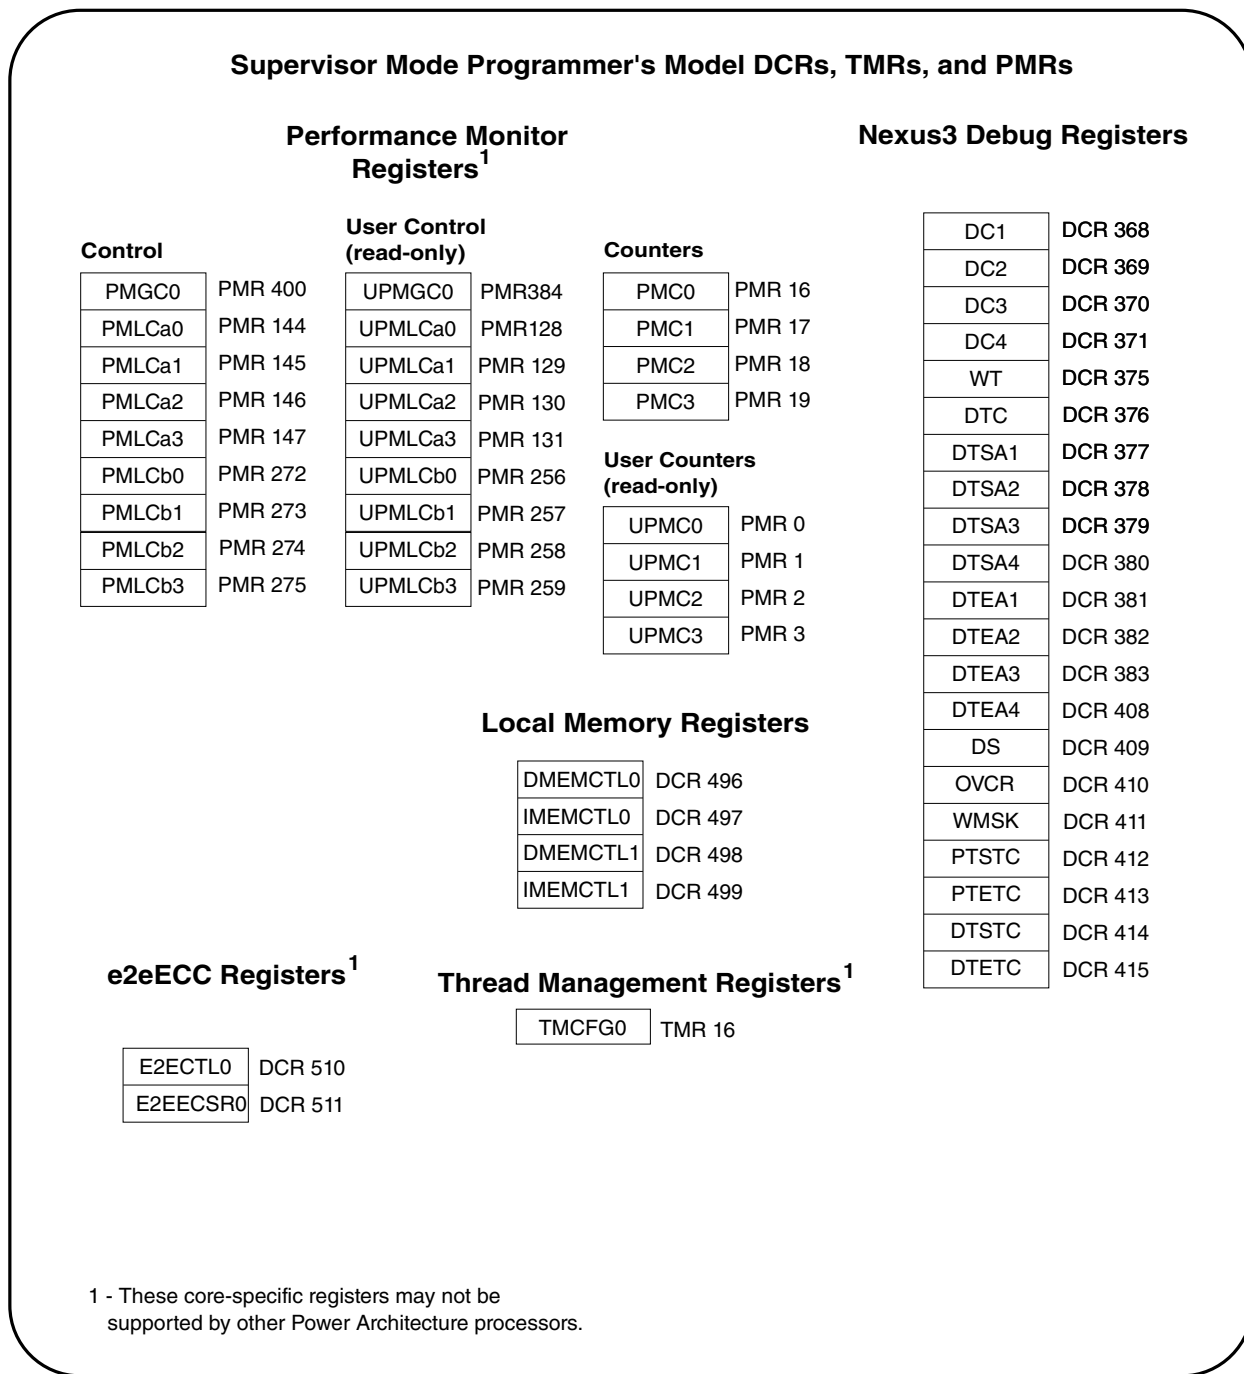 Supervisor Mode Programmer's Model DCRs, TMRs, and PMRs
Performance Monitor
Registers1
Control
PMGC0 PMR 400
PMLCa0 PMR 144
PMLCa1 PMR 145
PMLCa2 PMR 146
PMLCa3 PMR 147
PMLCb0 PMR 272
PMLCb1 PMR 273
PMLCb2 PMR 274
PMLCb3 PMR 275
User Control
(read-only)
UPMGC0 PMR384
UPMLCa0 PMR128
UPMLCa1 PMR 129
UPMLCa2 PMR 130
UPMLCa3 PMR 131
UPMLCb0 PMR 256
UPMLCb1 PMR 257
UPMLCb2 PMR 258
UPMLCb3 PMR 259
Counters
PMC0 PMR 16
PMC1 PMR 17
PMC2 PMR 18
PMC3 PMR 19
User Counters
(read-only)
UPMC0 PMR 0
UPMC1 PMR 1
UPMC2 PMR 2
UPMC3 PMR 3
Nexus3 Debug Registers
DC1 DCR 368
DC2 DCR 369
DC3 DCR 370
DC4 DCR 371
WT DCR 375
DTC DCR 376
DTSA1 DCR 377
DTSA2 DCR 378
DTSA3 DCR 379
DTSA4 DCR 380
DTEA1 DCR 381
DTEA2 DCR 382
DTEA3 DCR 383
DTEA4 DCR 408
DS DCR 409
OVCR DCR 410
WMSK DCR 411
PTSTC DCR 412
PTETC DCR 413
DTSTC DCR 414
DTETC DCR 415
Local Memory Registers
DMEMCTL0 DCR 496
IMEMCTL0 DCR 497
DMEMCTL1 DCR 498
IMEMCTL1 DCR 499
e2eECC Registers1
E2ECTL0 DCR 510
E2EECSR0 DCR 511
Thread Management Registers1
TMCFG0 TMR 16
1 - These core-specific registers may not be
supported by other Power Architecture processors.